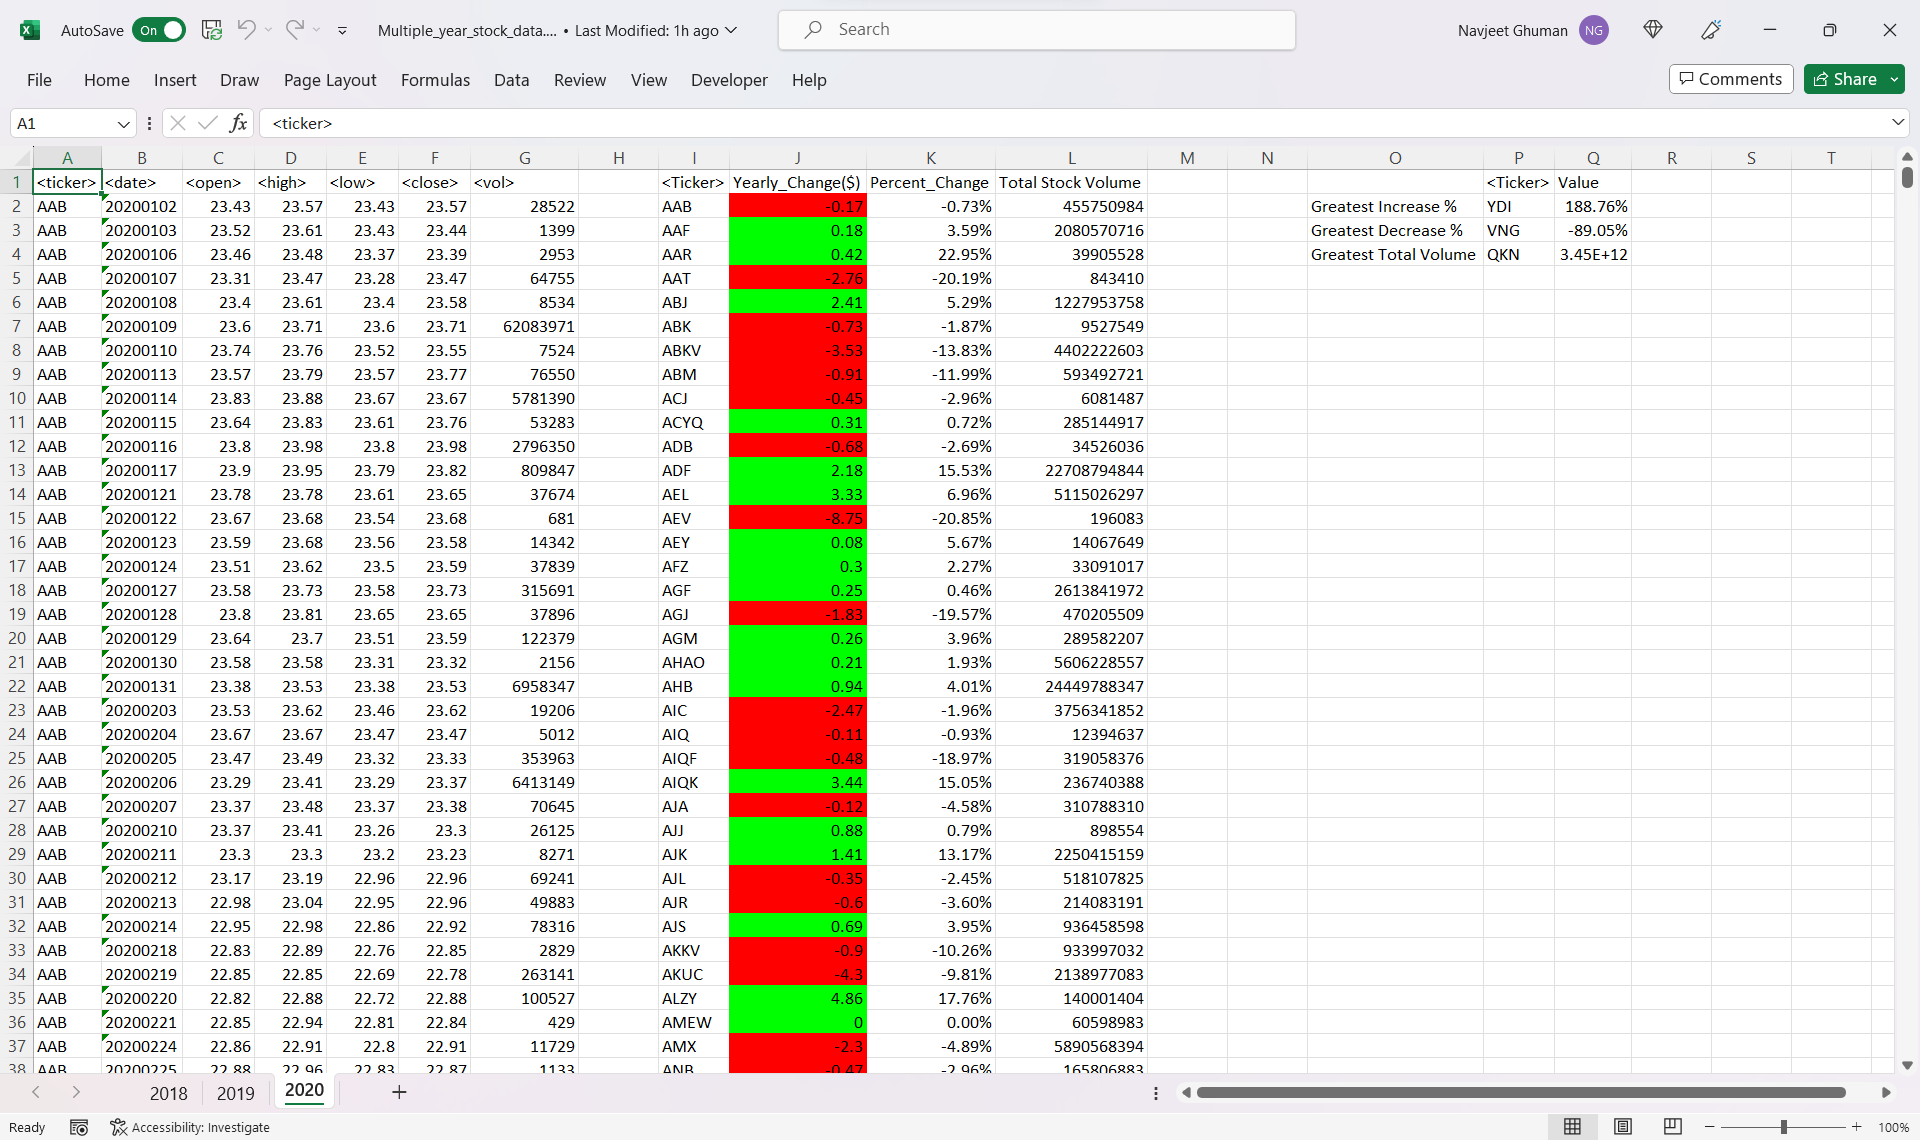 AutoSave On Multiple_year_stock_data.... • Last Modified: 1h ago Search Navjeet Ghuman NG
File Home Insert Draw Page Layout Formulas Data Review View Developer Help Comments Share
A1 fx <ticker>
A B C D E F G H I J K L M N O P Q R S T
1 <ticker> <date> <open> <high> <low> <close> <vol> <Ticker> Yearly_Change($) Percent_Change Total Stock Volume <Ticker> Value
2 AAB 20200102 23.43 23.57 23.43 23.57 28522 AAB -0.17 -0.73% 455750984 Greatest Increase % YDI 188.76%
3 AAB 20200103 23.52 23.61 23.43 23.44 1399 AAF 0.18 3.59% 2080570716 Greatest Decrease % VNG -89.05%
4 AAB 20200106 23.46 23.48 23.37 23.39 2953 AAR 0.42 22.95% 39905528 Greatest Total Volume QKN 3.45E+12
5 AAB 20200107 23.31 23.47 23.28 23.47 64755 AAT -2.76 -20.19% 843410
6 AAB 20200108 23.4 23.61 23.4 23.58 8534 ABJ 2.41 5.29% 1227953758
7 AAB 20200109 23.6 23.71 23.6 23.71 62083971 ABK -0.73 -1.87% 9527549
8 AAB 20200110 23.74 23.76 23.52 23.55 7524 ABKV -3.53 -13.83% 4402222603
9 AAB 20200113 23.57 23.79 23.57 23.77 76550 ABM -0.91 -11.99% 593492721
10 AAB 20200114 23.83 23.88 23.67 23.67 5781390 ACJ -0.45 -2.96% 6081487
11 AAB 20200115 23.64 23.83 23.61 23.76 53283 ACYQ 0.31 0.72% 285144917
12 AAB 20200116 23.8 23.98 23.8 23.98 2796350 ADB -0.68 -2.69% 34526036
13 AAB 20200117 23.9 23.95 23.79 23.82 809847 ADF 2.18 15.53% 22708794844
14 AAB 20200121 23.78 23.78 23.61 23.65 37674 AEL 3.33 6.96% 5115026297
15 AAB 20200122 23.67 23.68 23.54 23.68 681 AEV -8.75 -20.85% 196083
16 AAB 20200123 23.59 23.68 23.56 23.58 14342 AEY 0.08 5.67% 14067649
17 AAB 20200124 23.51 23.62 23.5 23.59 37839 AFZ 0.3 2.27% 33091017
18 AAB 20200127 23.58 23.73 23.58 23.73 315691 AGF 0.25 0.46% 2613841972
19 AAB 20200128 23.8 23.81 23.65 23.65 37896 AGJ -1.83 -19.57% 470205509
20 AAB 20200129 23.64 23.7 23.51 23.59 122379 AGM 0.26 3.96% 289582207
21 AAB 20200130 23.58 23.58 23.31 23.32 2156 AHAO 0.21 1.93% 5606228557
22 AAB 20200131 23.38 23.53 23.38 23.53 6958347 AHB 0.94 4.01% 24449788347
23 AAB 20200203 23.53 23.62 23.46 23.62 19206 AIC -2.47 -1.96% 3756341852
24 AAB 20200204 23.67 23.67 23.47 23.47 5012 AIQ -0.11 -0.93% 12394637
25 AAB 20200205 23.47 23.49 23.32 23.33 353963 AIQF -0.48 -18.97% 319058376
26 AAB 20200206 23.29 23.41 23.29 23.37 6413149 AIQK 3.44 15.05% 236740388
27 AAB 20200207 23.37 23.48 23.37 23.38 70645 AJA -0.12 -4.58% 310788310
28 AAB 20200210 23.37 23.41 23.26 23.3 26125 AJJ 0.88 0.79% 898554
29 AAB 20200211 23.3 23.3 23.2 23.23 8271 AJK 1.41 13.17% 2250415159
30 AAB 20200212 23.17 23.19 22.96 22.96 69241 AJL -0.35 -2.45% 518107825
31 AAB 20200213 22.98 23.04 22.95 22.96 49883 AJR -0.6 -3.60% 214083191
32 AAB 20200214 22.95 22.98 22.86 22.92 78316 AJS 0.69 3.95% 936458598
33 AAB 20200218 22.83 22.89 22.76 22.85 2829 AKKV -0.9 -10.26% 933997032
34 AAB 20200219 22.85 22.85 22.69 22.78 263141 AKUC -4.3 -9.81% 2138977083
35 AAB 20200220 22.82 22.88 22.72 22.88 100527 ALZY 4.86 17.76% 140001404
36 AAB 20200221 22.85 22.94 22.81 22.84 429 AMEW 0 0.00% 60598983
37 AAB 20200224 22.86 22.91 22.8 22.91 11729 AMX -2.3 -4.89% 5890568394
38 AAB 20200225 22.88 22.96 22.83 22.87 1133 ANB -0.47 -2.96% 165806883
2018 2019 2020
Ready Accessibility: Investigate 100%